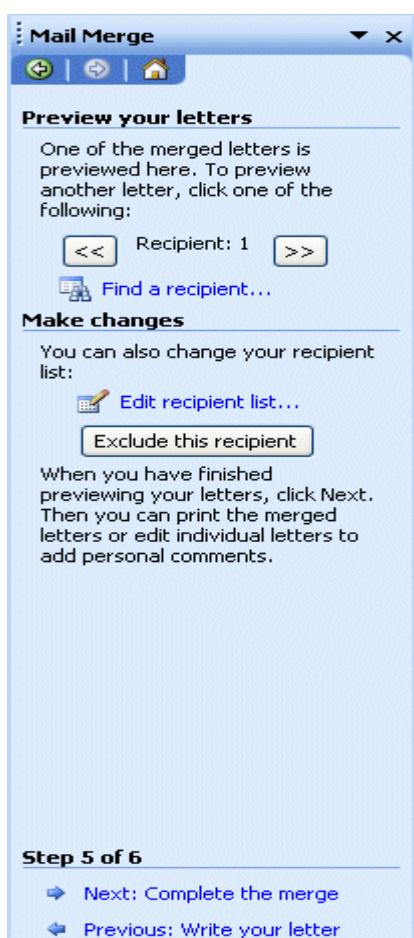 Mail Merge
Preview your letters
One of the merged letters is
previewed here. To preview
another letter, click one of the
following:
<< Recipient: 1 >>
Find a recipient...
Make changes
You can also change your recipient
list:
Edit recipient list...
Exclude this recipient
When you have finished
previewing your letters, click Next.
Then you can print the merged
letters or edit individual letters to
add personal comments.
Step 5 of 6
Next: Complete the merge
Previous: Write your letter